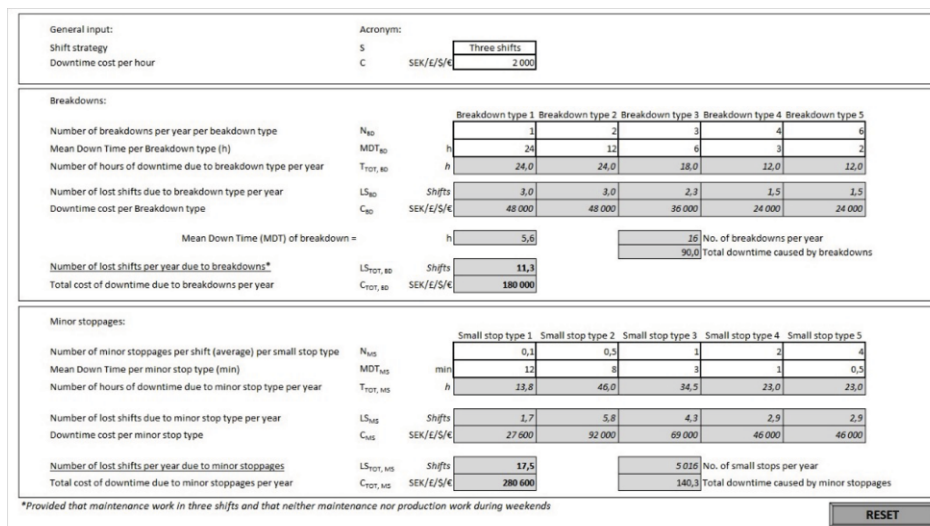 General input: Acronym:
Shift strategy S Three shifts
Downtime cost per hour C SEK/£/$/€ 2 000
Breakdowns:
Breakdown type 1 Breakdown type 2 Breakdown type 3 Breakdown type 4 Breakdown type 5
Number of breakdowns per year per beakdown type N_BD 1 2 3 4 6
Mean Down Time per Breakdown type (h) MDT_BD h 24 12 6 3 2
Number of hours of downtime due to breakdown type per year T_TOT, BD h 24,0 24,0 18,0 12,0 12,0
Number of lost shifts due to breakdown type per year LS_BD Shifts 3,0 3,0 2,3 1,5 1,5
Downtime cost per Breakdown type C_BD SEK/£/$/€ 48 000 48 000 36 000 24 000 24 000
Mean Down Time (MDT) of breakdown = h 5,6 16 No. of breakdowns per year
90,0 Total downtime caused by breakdowns
Number of lost shifts per year due to breakdowns* LS_TOT, BD Shifts 11,3
Total cost of downtime due to breakdowns per year C_TOT, BD SEK/£/$/€ 180 000
Minor stoppages:
Small stop type 1 Small stop type 2 Small stop type 3 Small stop type 4 Small stop type 5
Number of minor stoppages per shift (average) per small stop type N_MS 0,1 0,5 1 2 4
Mean Down Time per minor stop type (min) MDT_MS min 12 8 3 1 0,5
Number of hours of downtime due to minor stop type per year T_TOT, MS h 13,8 46,0 34,5 23,0 23,0
Number of lost shifts due to minor stop type per year LS_MS Shifts 1,7 5,8 4,3 2,9 2,9
Downtime cost per minor stop type C_MS SEK/£/$/€ 27 600 92 000 69 000 46 000 46 000
Number of lost shifts per year due to minor stoppages LS_TOT, MS Shifts 17,5 5 016 No. of small stops per year
Total cost of downtime due to minor stoppages per year C_TOT, MS SEK/£/$/€ 280 600 140,3 Total downtime caused by minor stoppages
*Provided that maintenance work in three shifts and that neither maintenance nor production work during weekends
RESET